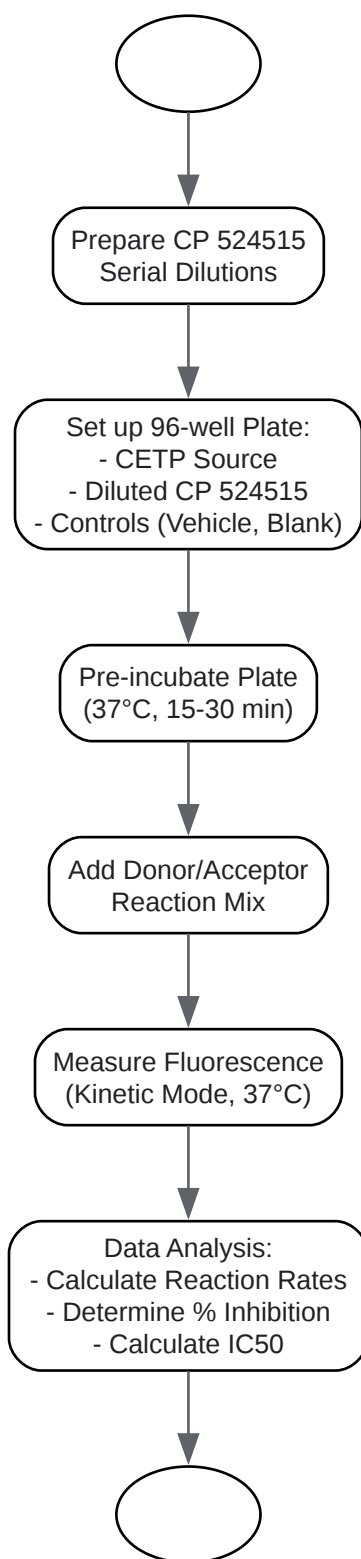 Prepare CP 524515
Serial Dilutions
Set up 96-well Plate:
- CETP Source
- Diluted CP 524515
- Controls (Vehicle, Blank)
Pre-incubate Plate
(37°C, 15-30 min)
Add Donor/Acceptor
Reaction Mix
Measure Fluorescence
(Kinetic Mode, 37°C)
Data Analysis:
- Calculate Reaction Rates
- Determine % Inhibition
- Calculate IC50